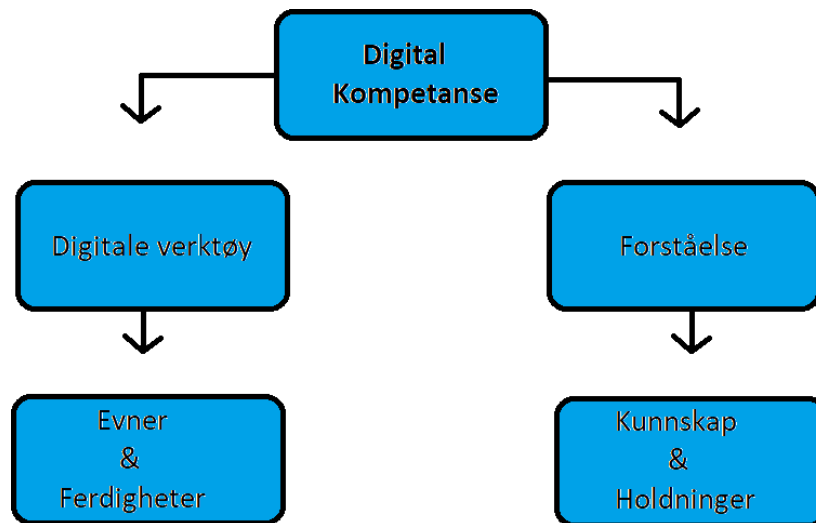 Digital
Kompetanse
Digitale verktøy
Forståelse
Evner
&
Ferdigheter
Kunnskap
&
Holdninger